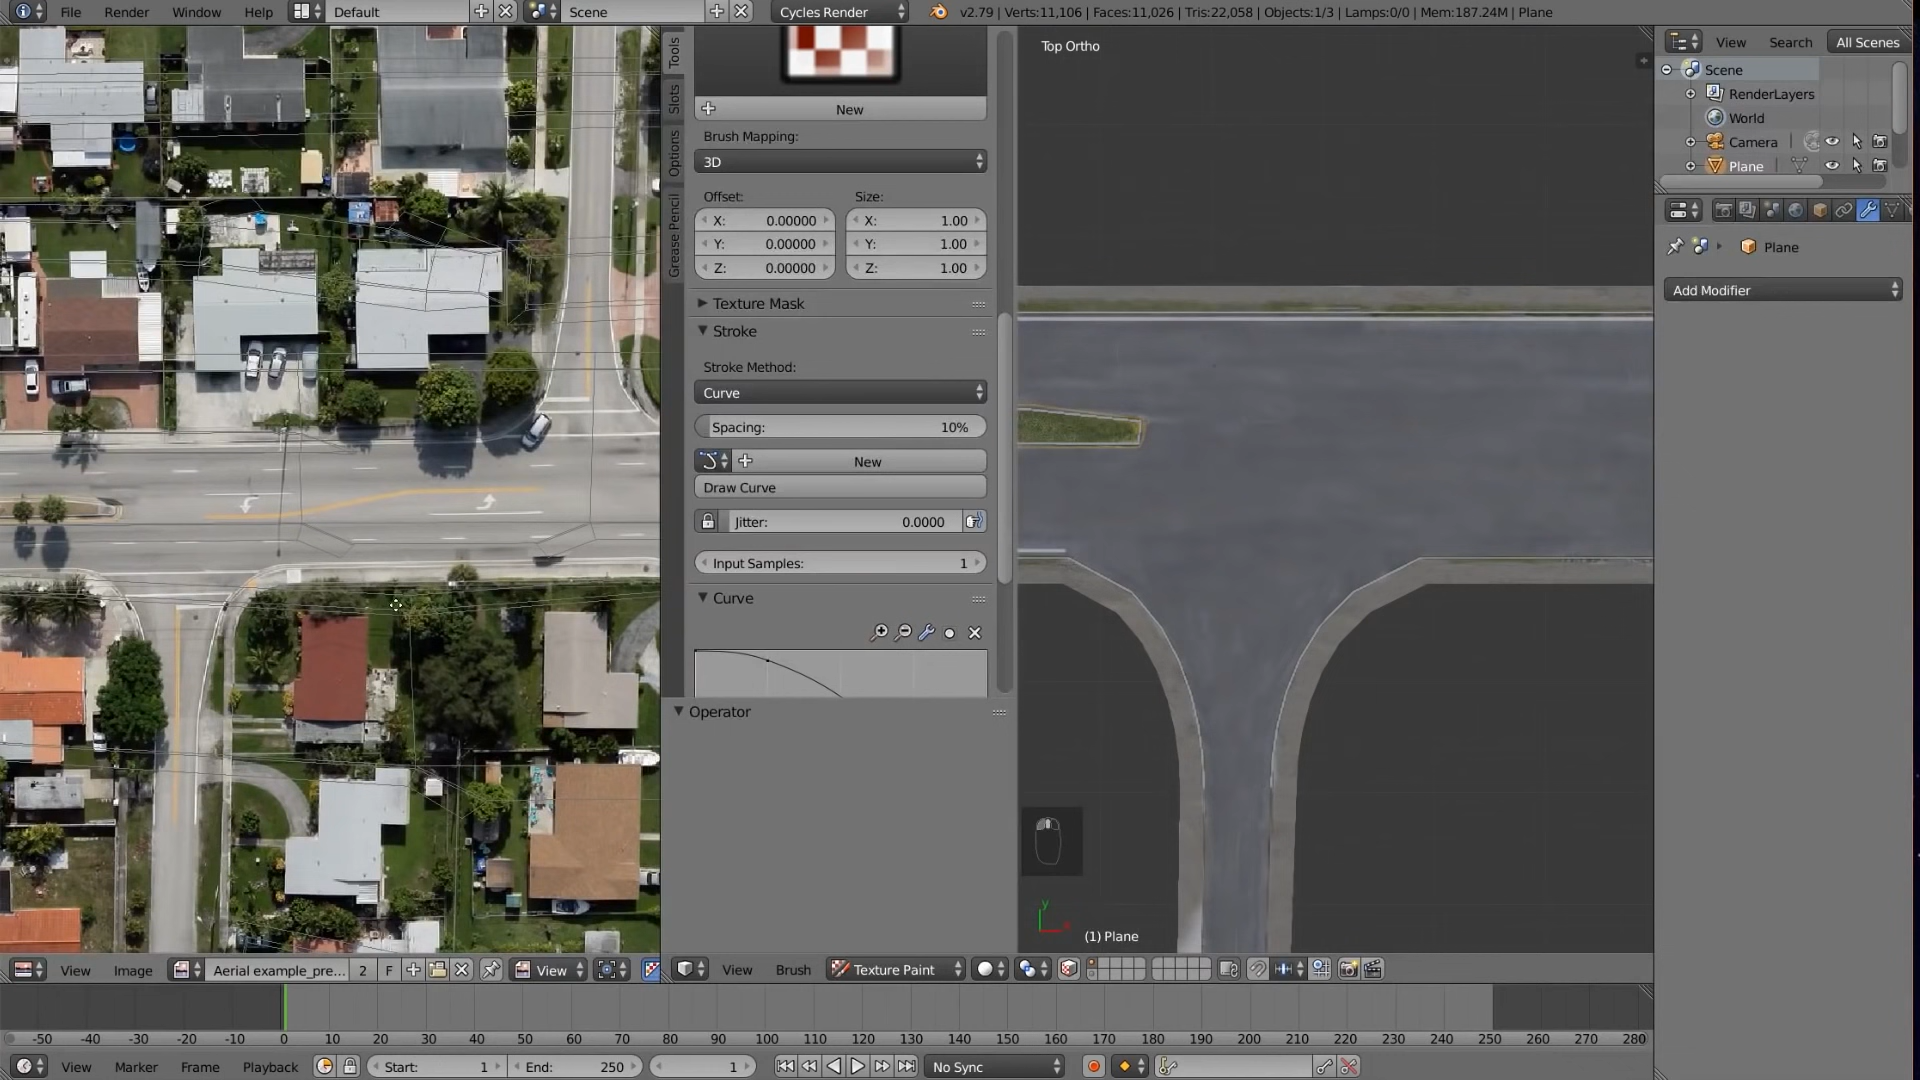 File Render Window Help Default Scene Cycles Render v2.79 | Verts:11,106 | Faces:11,026 | Tris:22,058 | Objects:1/3 | Lamps:0/0 | Mem:187.24M | Plane
Tools
Slots
Options
Grease Pencil
New
Brush Mapping:
3D
Offset: Size:
X: 0.00000 X: 1.00
Y: 0.00000 Y: 1.00
Z: 0.00000 Z: 1.00
Texture Mask
Stroke
Stroke Method:
Curve
Spacing: 10%
New
Draw Curve
Jitter: 0.0000
Input Samples: 1
Curve
Operator
Top Ortho
y
(1) Plane
View Search All Scenes
Scene
RenderLayers
World
Camera
Plane
Plane
Add Modifier
View Image Aerial example_pre... 2 F View
View Brush Texture Paint
-50 -40 -30 -20 -10 0 10 20 30 40 50 60 70 80 90 100 110 120 130 140 150 160 170 180 190 200 210 220 230 240 250 260 270 280
View Marker Frame Playback Start: 1 End: 250 1 No Sync